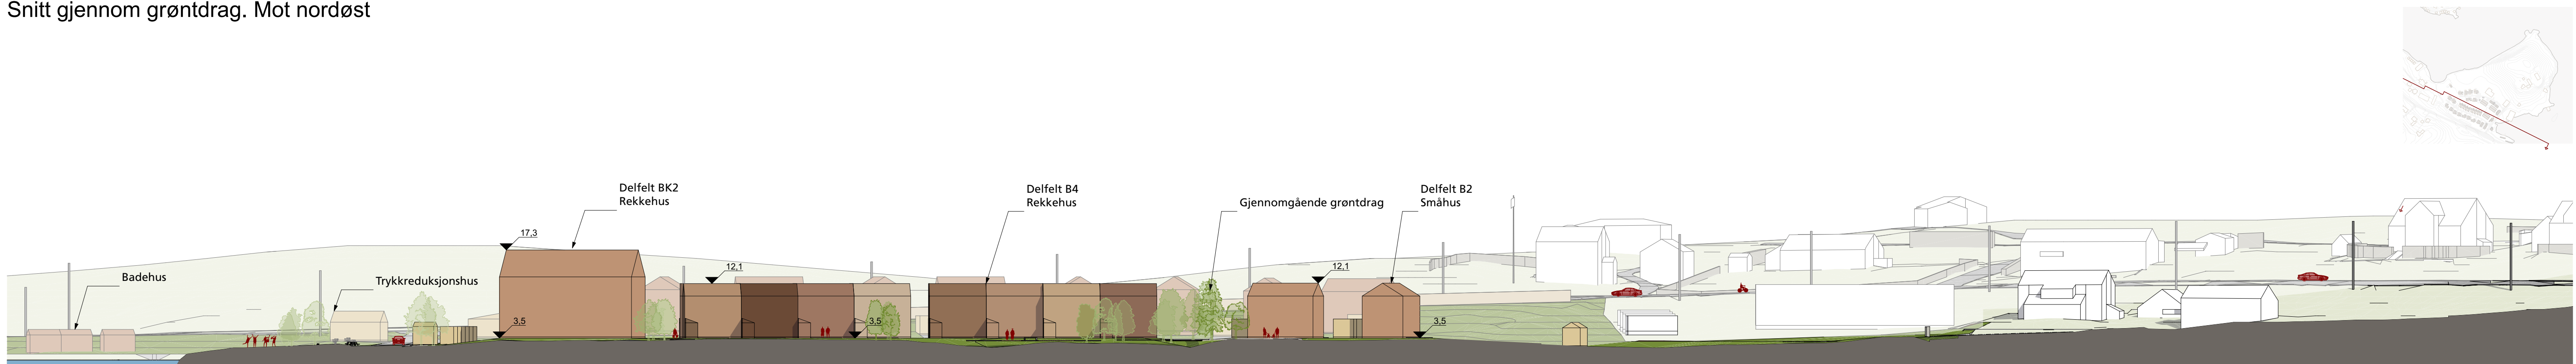 Snitt gjennom grøntdrag. Mot nordøst
Delfelt BK2
Rekkehus
Delfelt B4
Rekkehus
Gjennomgående grøntdrag
Delfelt B2
Småhus
17,3
12,1
12,1
Badehus
Trykkreduksjonshus
3,5
3,5
3,5